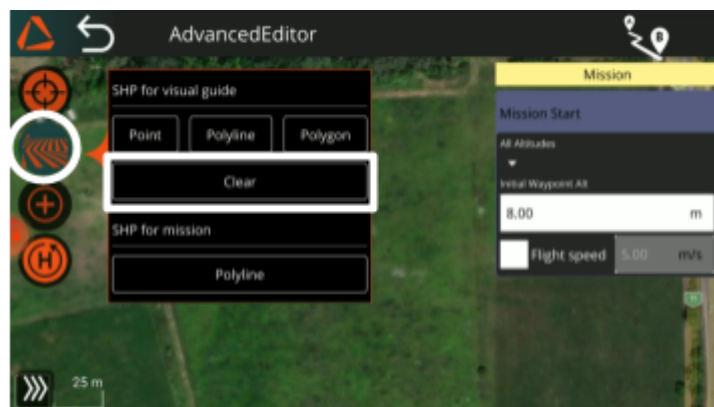 AdvancedEditor
SHP for visual guide
Point Polyline Polygon
Clear
SHP for mission
Polyline
Mission
Mission Start
All Altitudes
Initial Waypoint Alt
8.00 m
Flight speed 5.00 m/s
H
25 m
A
B